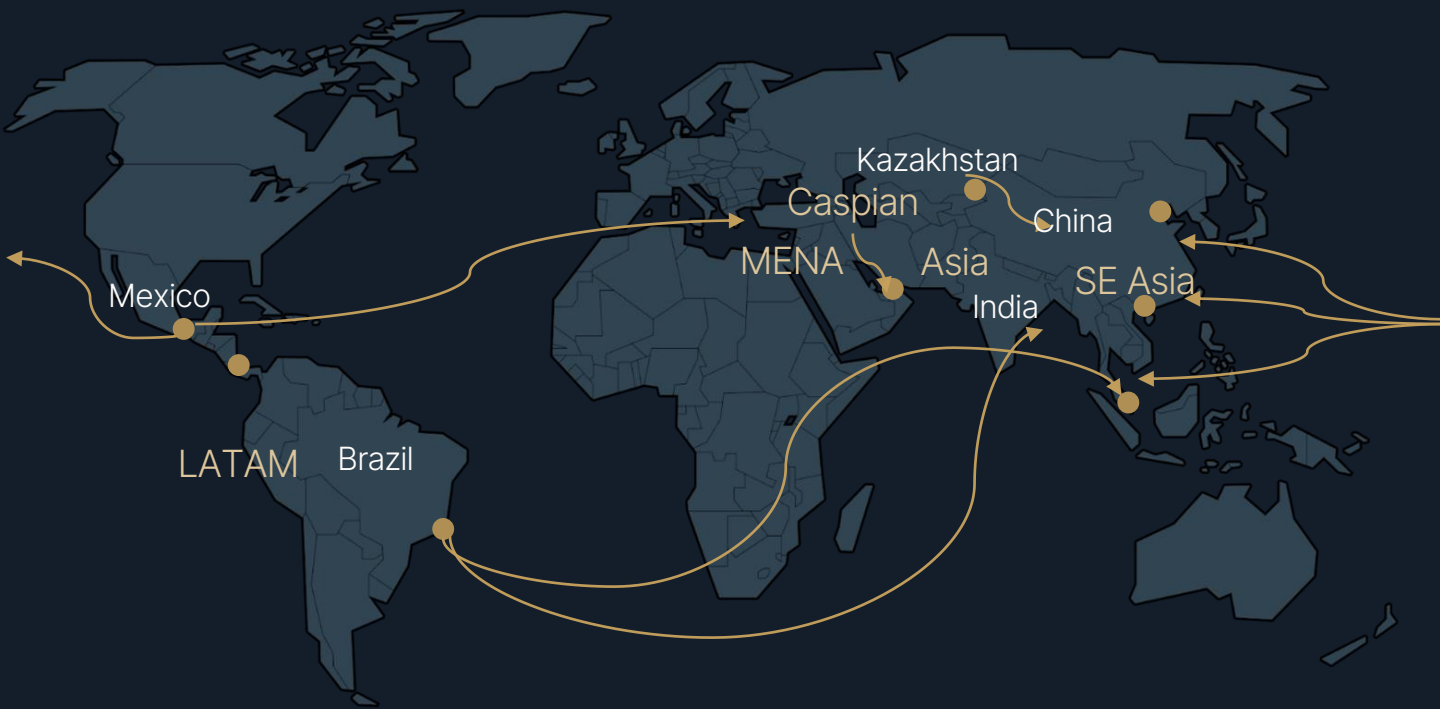 Kazakhstan
Caspian
China
MENA
Asia
SE Asia
Mexico
India
LATAM
Brazil